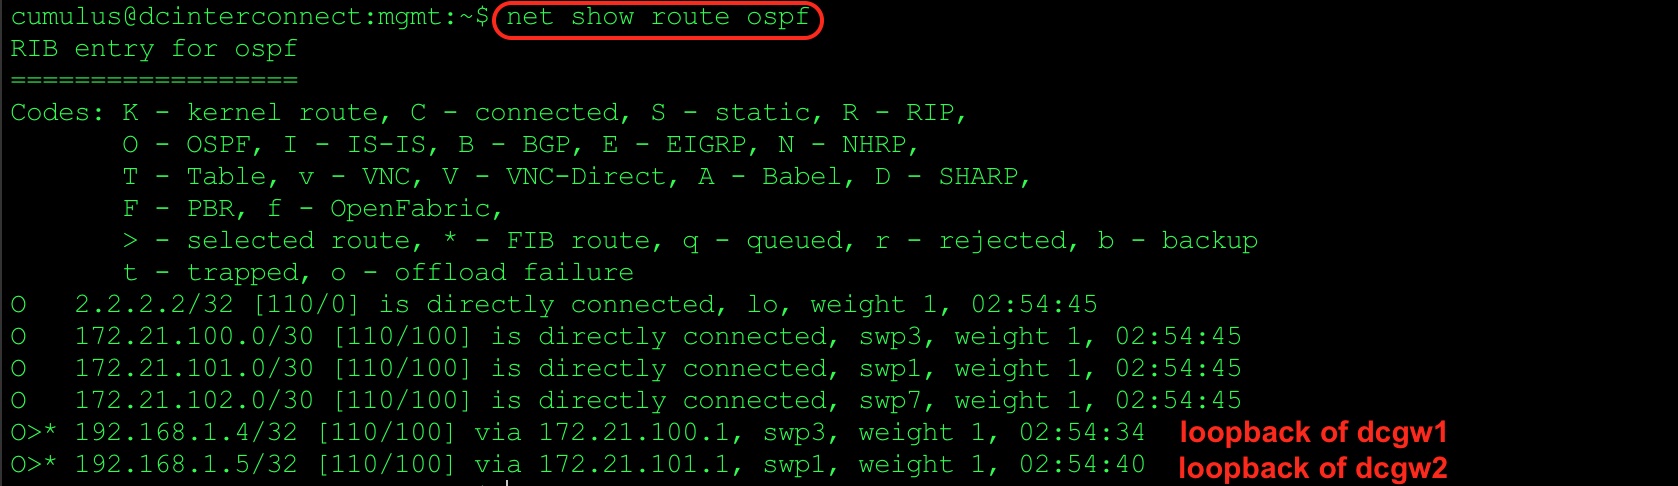 cumulus@dcinterconnect:mgmt:~$ net show route ospf
RIB entry for ospf
==================
Codes: K - kernel route, C - connected, S - static, R - RIP,
       O - OSPF, I - IS-IS, B - BGP, E - EIGRP, N - NHRP,
       T - Table, v - VNC, V - VNC-Direct, A - Babel, D - SHARP,
       F - PBR, f - OpenFabric,
       > - selected route, * - FIB route, q - queued, r - rejected, b - backup
       t - trapped, o - offload failure
O   2.2.2.2/32 [110/0] is directly connected, lo, weight 1, 02:54:45
O   172.21.100.0/30 [110/100] is directly connected, swp3, weight 1, 02:54:45
O   172.21.101.0/30 [110/100] is directly connected, swp1, weight 1, 02:54:45
O   172.21.102.0/30 [110/100] is directly connected, swp7, weight 1, 02:54:45
O>* 192.168.1.4/32 [110/100] via 172.21.100.1, swp3, weight 1, 02:54:34 loopback of dcgw1
O>* 192.168.1.5/32 [110/100] via 172.21.101.1, swp1, weight 1, 02:54:40 loopback of dcgw2